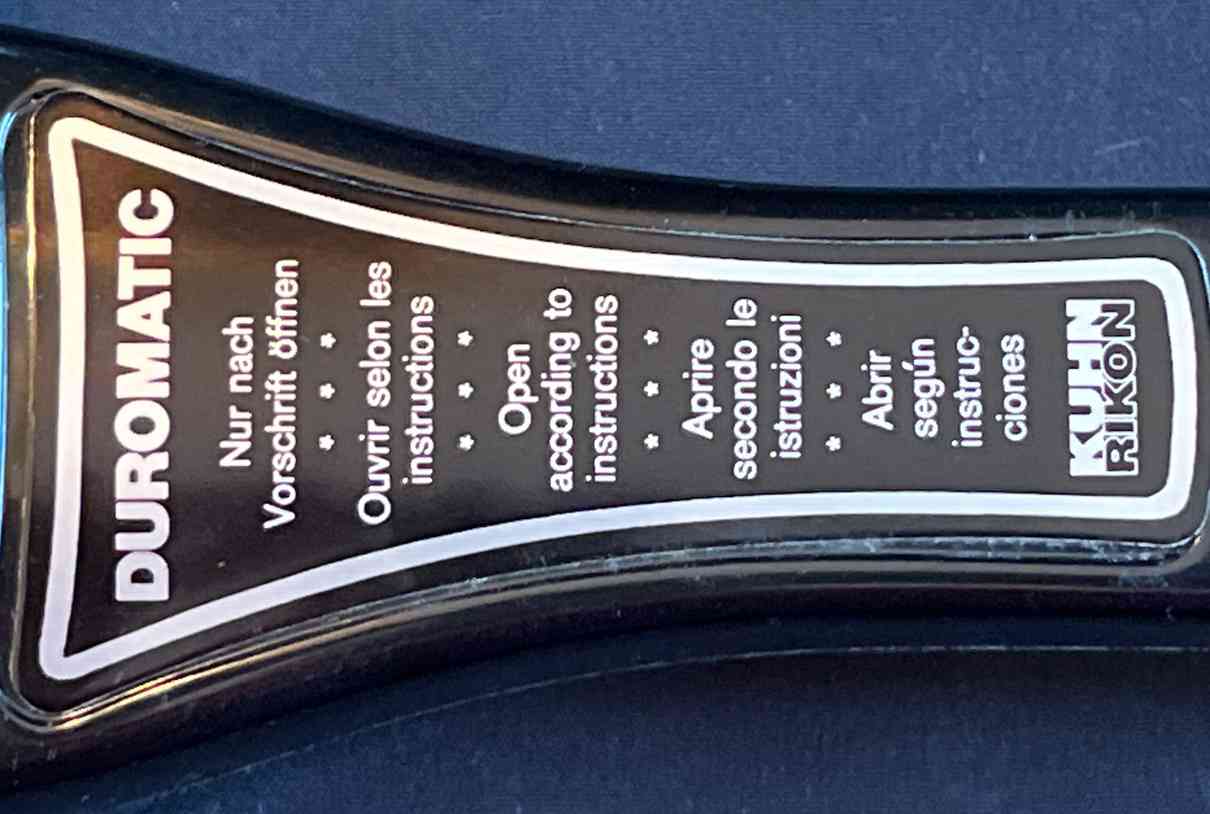 DUROMATIC
Nur nach
Vorschrift öffnen
* * *
Ouvrir selon les
instructions
* * *
Open
according to
instructions
* * *
Aprire
secondo le
istruzioni
* * *
Abrir
según
instruc-
ciones
KUHN
RIKON